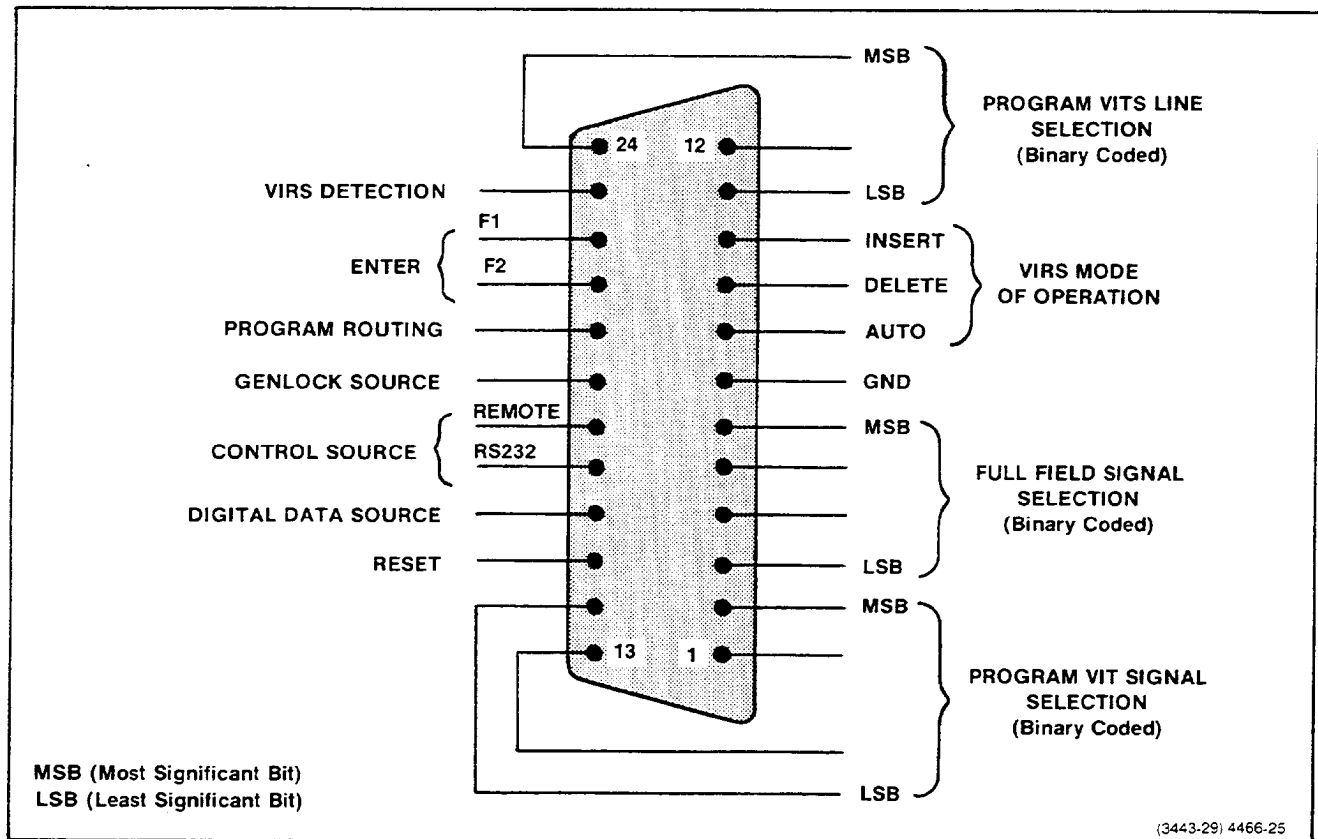 MSB
PROGRAM VITS LINE
SELECTION
(Binary Coded)
24
12
VIRS DETECTION
LSB
F1
INSERT
ENTER
F2
DELETE
VIRS MODE
OF OPERATION
PROGRAM ROUTING
AUTO
GENLOCK SOURCE
GND
REMOTE
MSB
CONTROL SOURCE
RS232
FULL FIELD SIGNAL
SELECTION
(Binary Coded)
DIGITAL DATA SOURCE
RESET
LSB
MSB
13
1
PROGRAM VIT SIGNAL
SELECTION
(Binary Coded)
MSB (Most Significant Bit)
LSB (Least Significant Bit)
LSB
(3443-29) 4466-25